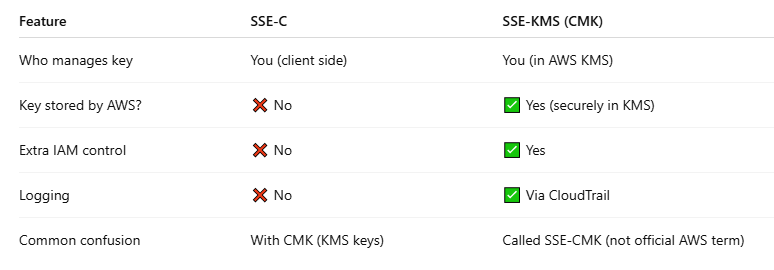 Feature SSE-C SSE-KMS (CMK)
Who manages key You (client side) You (in AWS KMS)
Key stored by AWS? ❌ No ✅ Yes (securely in KMS)
Extra IAM control ❌ No ✅ Yes
Logging ❌ No ✅ Via CloudTrail
Common confusion With CMK (KMS keys) Called SSE-CMK (not official AWS term)